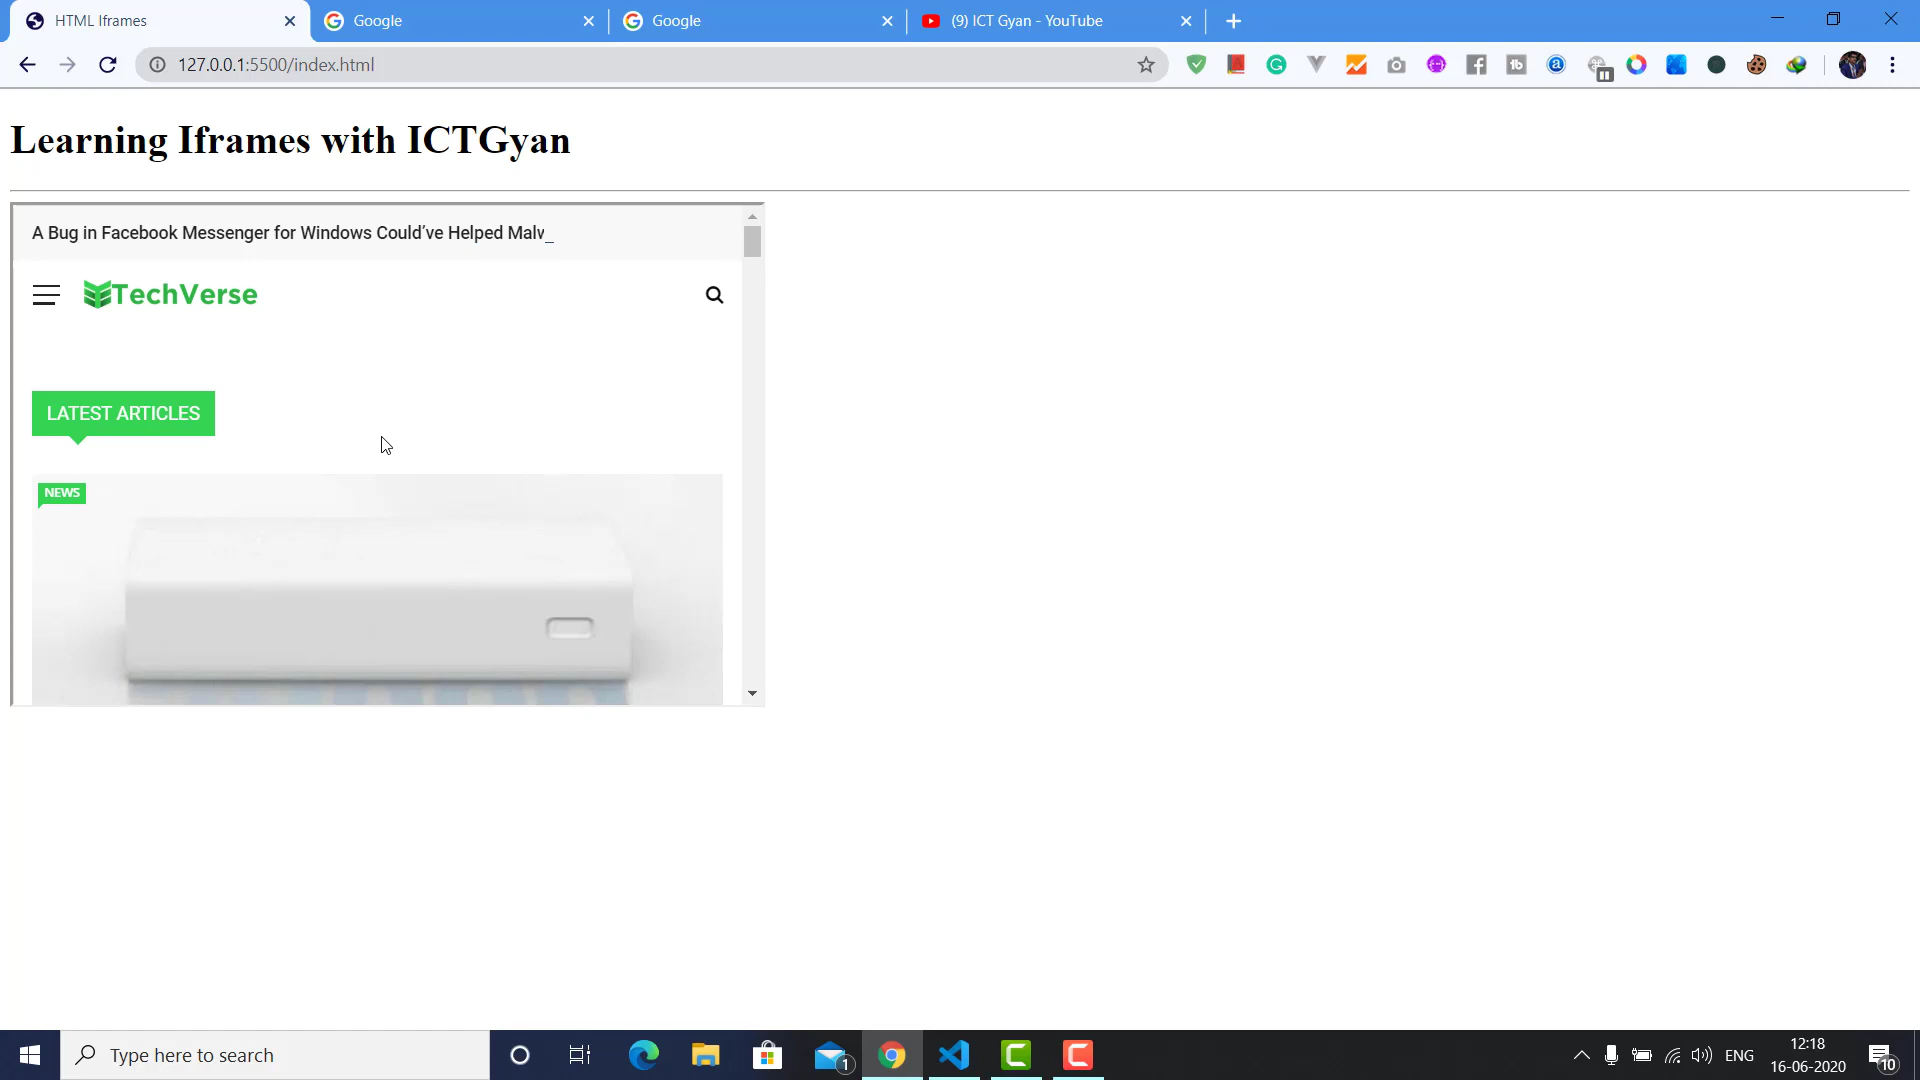 HTML Iframes
Google
Google
(9) ICT Gyan - YouTube
127.0.0.1:5500/index.html
Learning Iframes with ICTGyan
A Bug in Facebook Messenger for Windows Could’ve Helped Malv_
TechVerse
LATEST ARTICLES
NEWS
Type here to search
1
ENG
12:18
16-06-2020
10